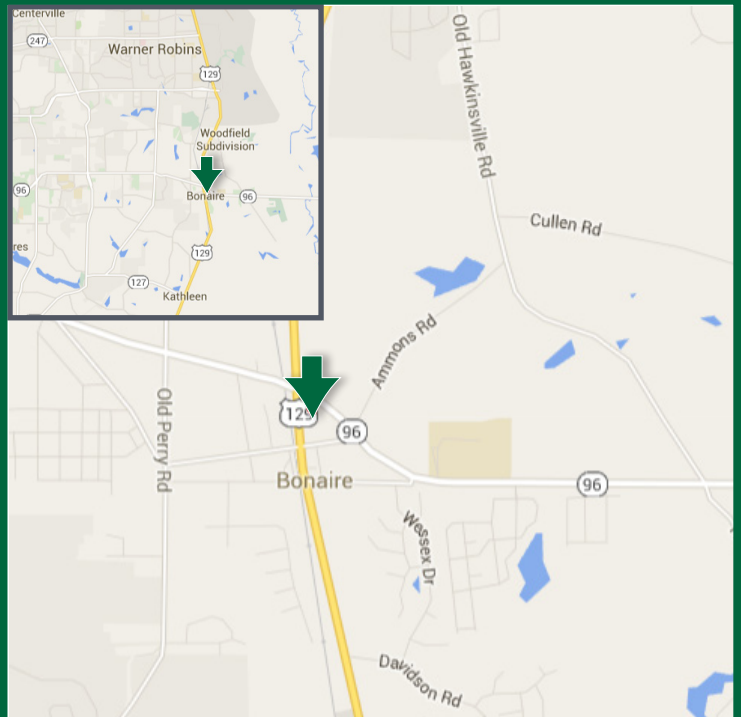 Centerville
247
Warner Robins
129
Woodfield
Subdivision
96
Bonaire
96
res
129
127
Kathleen
Old Hawkinsville Rd
Cullen Rd
Ammons Rd
Old Perry Rd
129
96
Bonaire
96
Wessex Dr
Davidson Rd